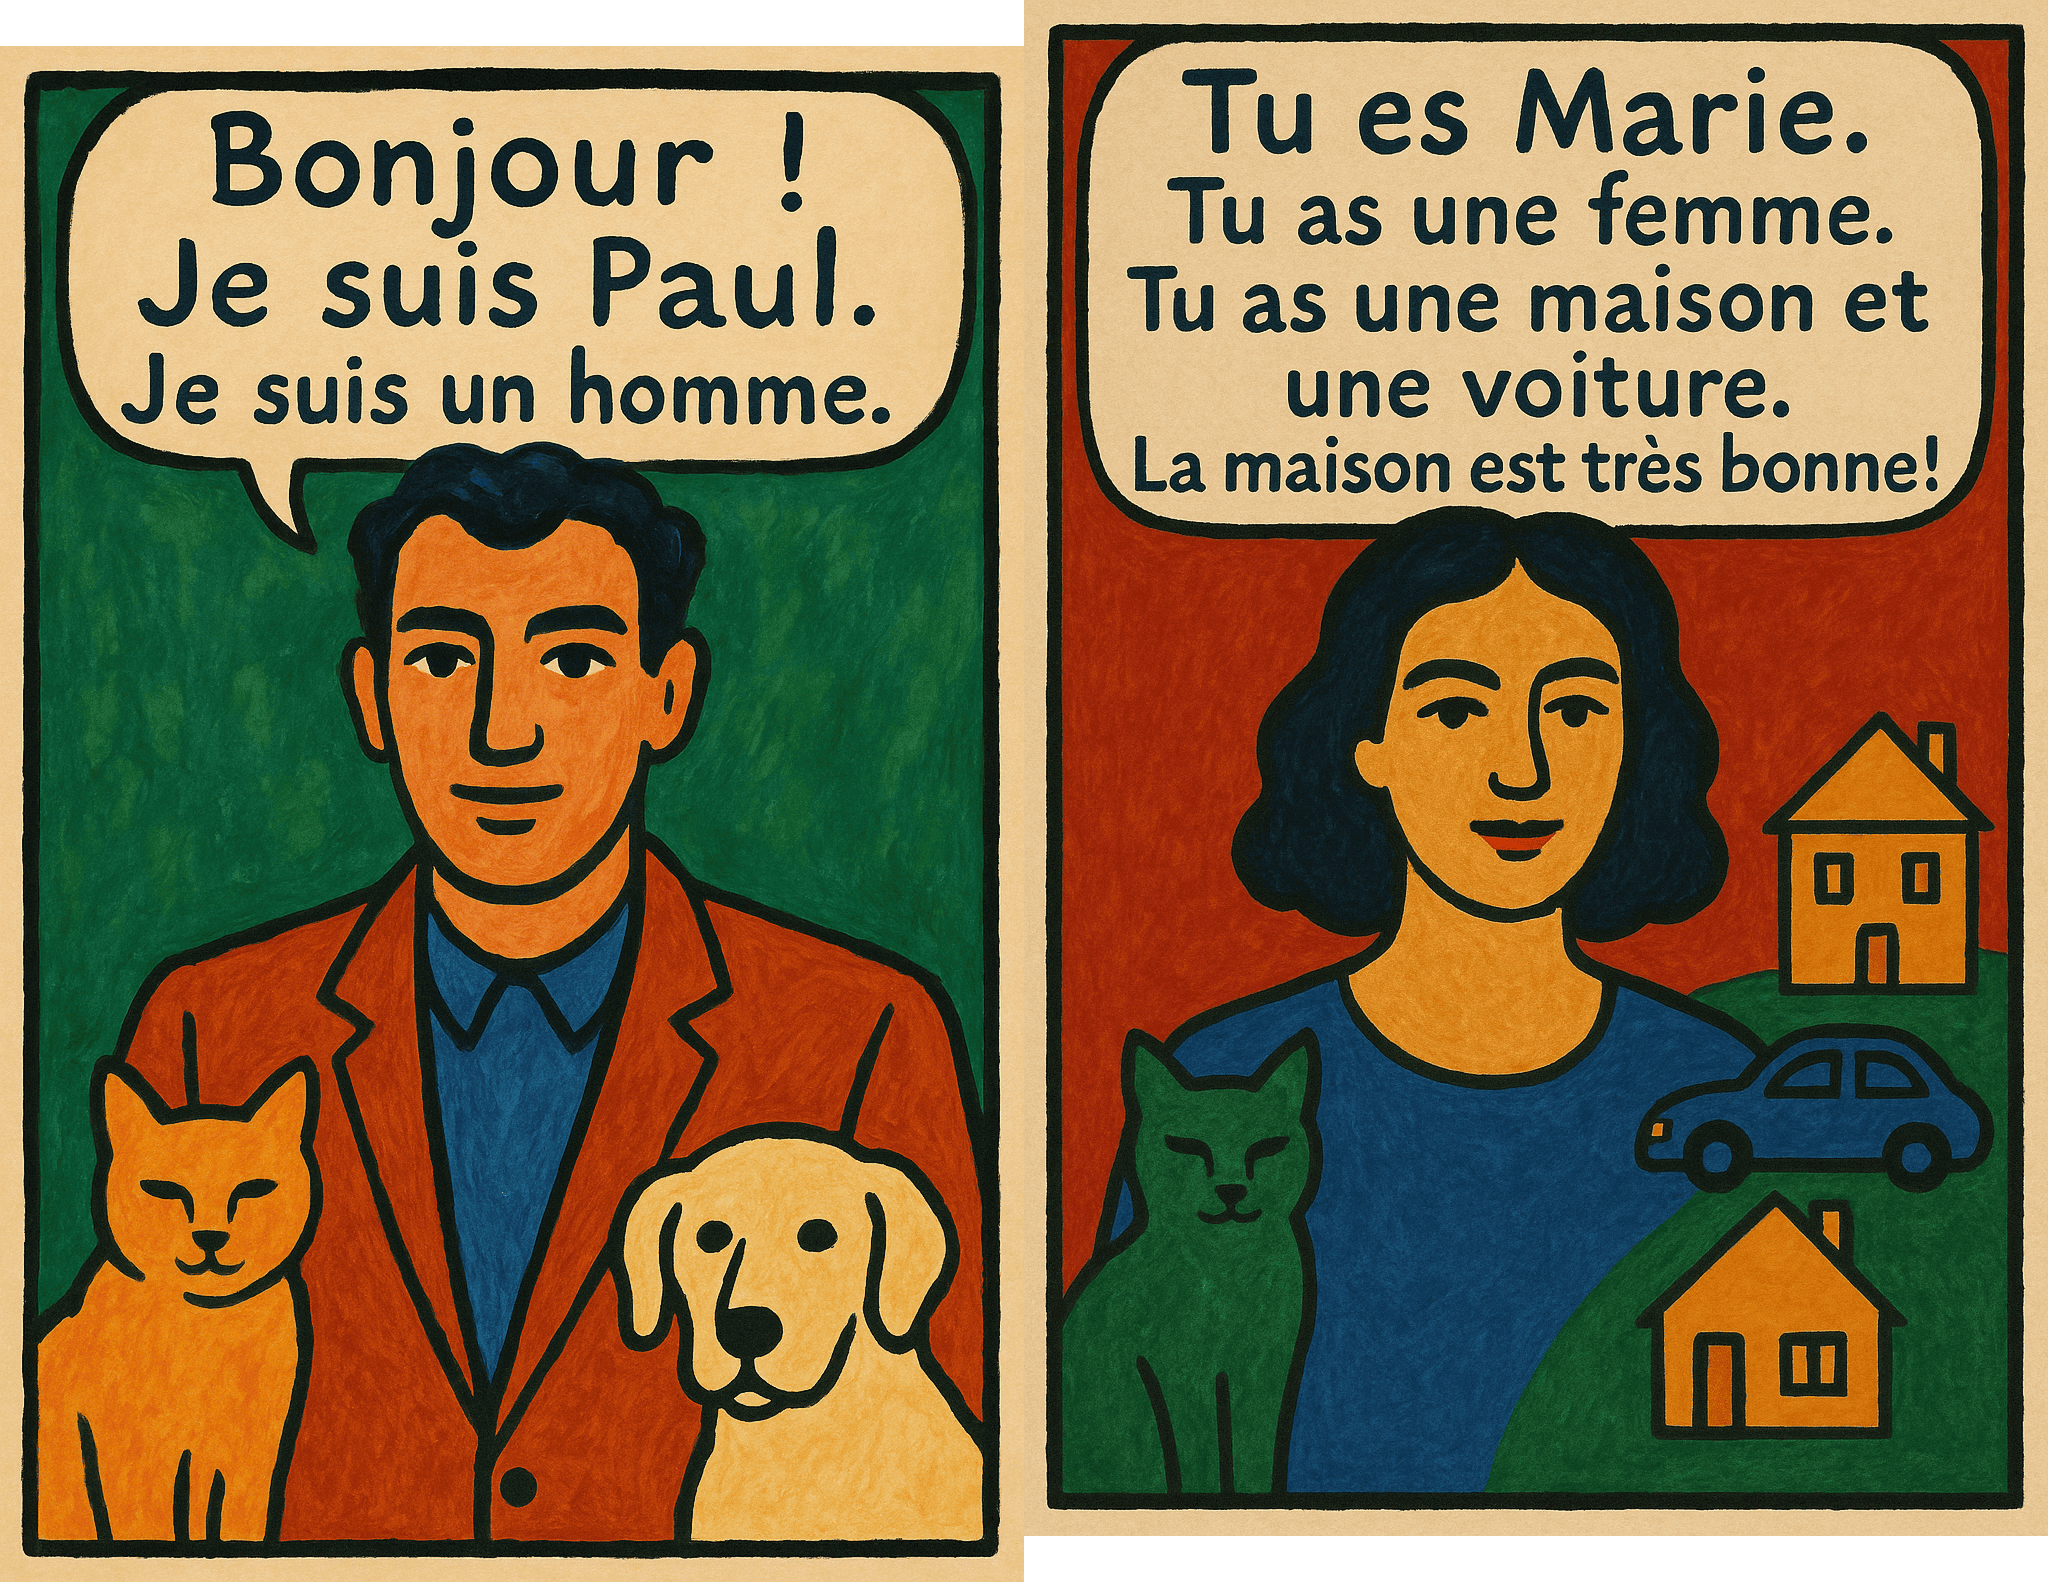 Bonjour !
Je suis Paul.
Je suis un homme.
Tu es Marie.
Tu as une femme.
Tu as une maison et
une voiture.
La maison est très bonne!